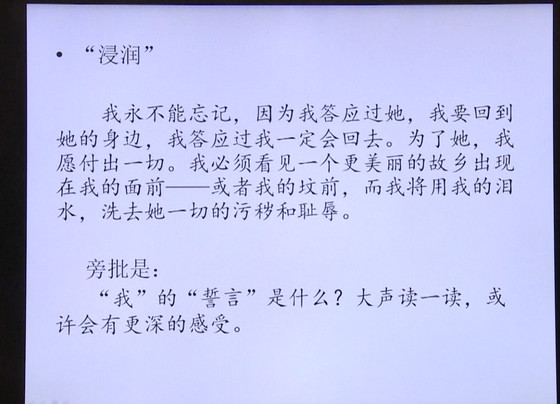 • “浸润”
我永不能忘记，因为我答应过她，我要回到
她的身边，我答应过我一定会回去。为了她，我
愿付出一切。我必须看见一个更美丽的故乡出现
在我的面前——或者我的坟前，而我将用我的泪
水，洗去她一切的污秽和耻辱。
旁批是：
“我”的“誓言”是什么？大声读一读，或
许会有更深的感受。